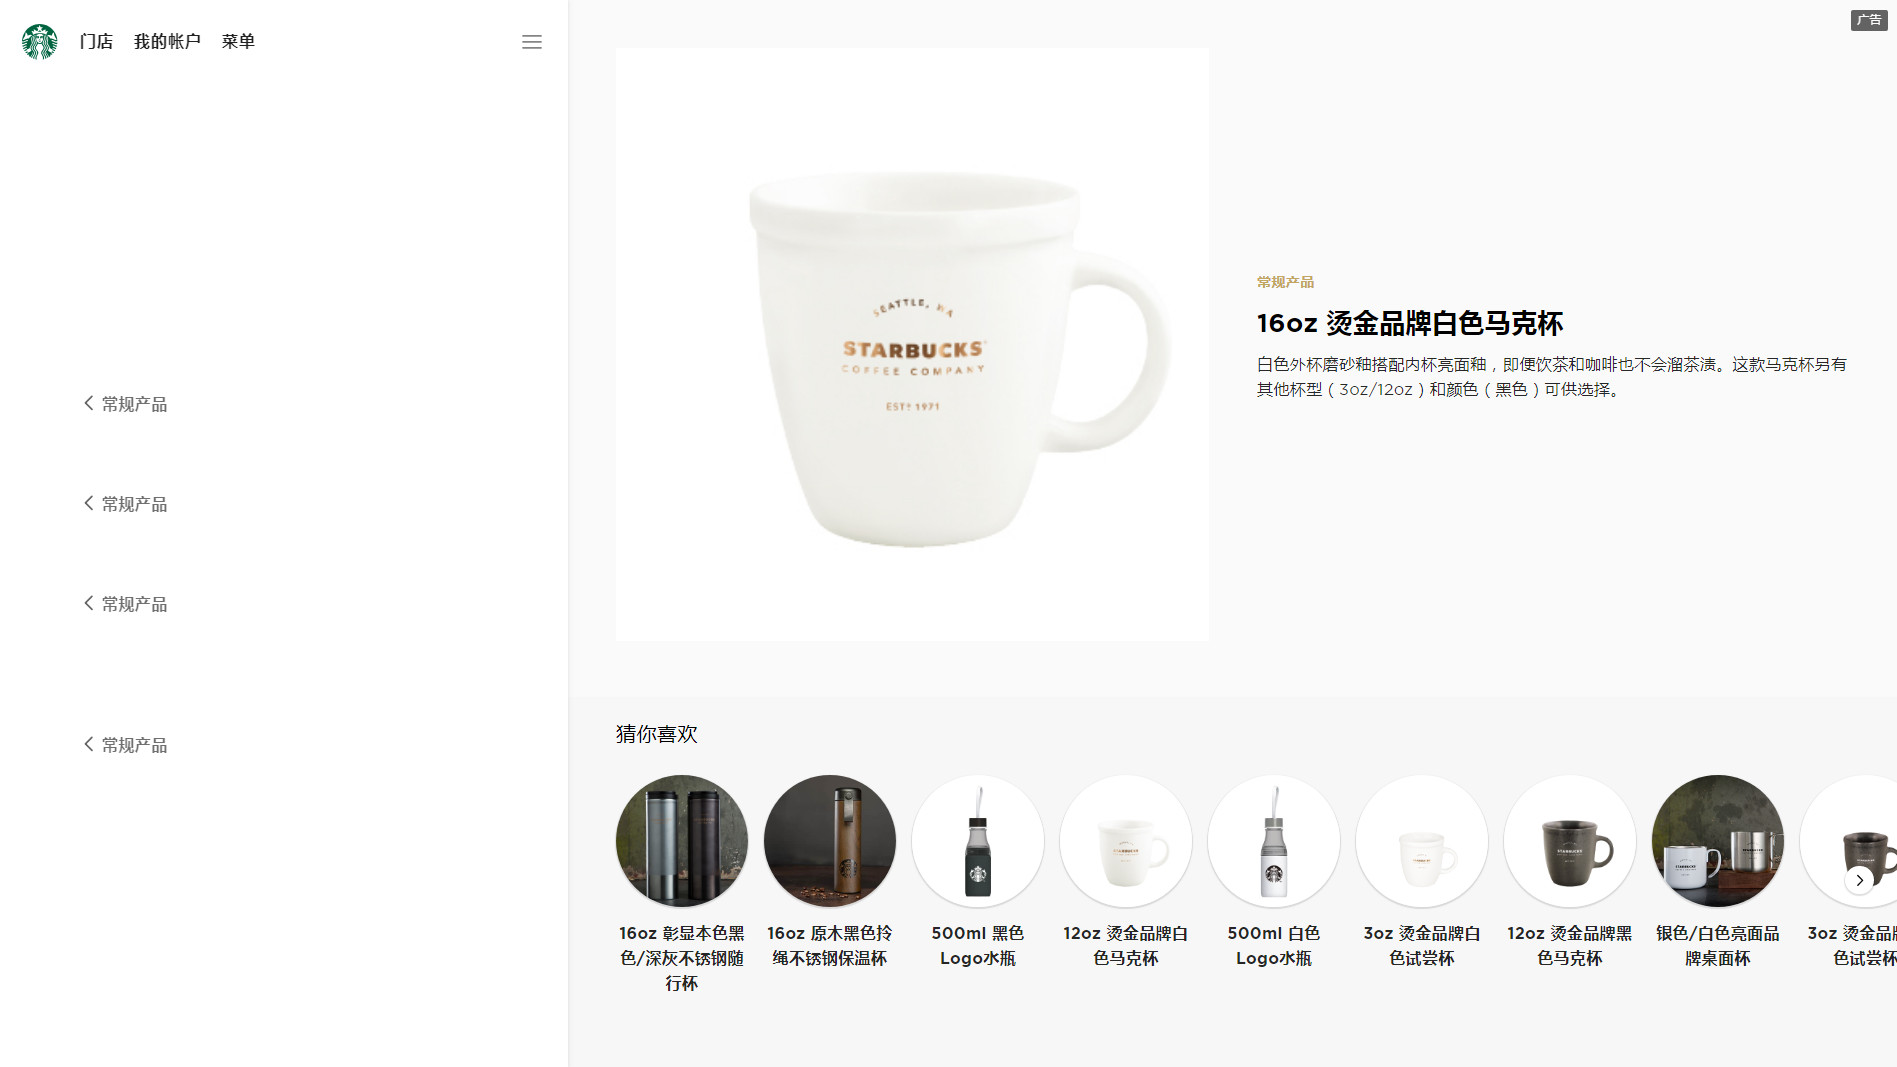 门店 我的帐户 菜单
广告
常规产品
常规产品
常规产品
常规产品
SEATTLE, WA
STARBUCKS
COFFEE COMPANY
ESTD 1971
常规产品
16oz 烫金品牌白色马克杯
白色外杯磨砂釉搭配内杯亮面釉，即便饮茶和咖啡也不会溜茶渍。这款马克杯另有
其他杯型（3oz/12oz）和颜色（黑色）可供选择。
猜你喜欢
16oz 彰显本色黑
色/深灰不锈钢随
行杯
16oz 原木黑色拎
绳不锈钢保温杯
500ml 黑色
Logo水瓶
12oz 烫金品牌白
色马克杯
500ml 白色
Logo水瓶
3oz 烫金品牌白
色试尝杯
12oz 烫金品牌黑
色马克杯
银色/白色亮面品
牌桌面杯
3oz 烫金品牌
色试尝杯